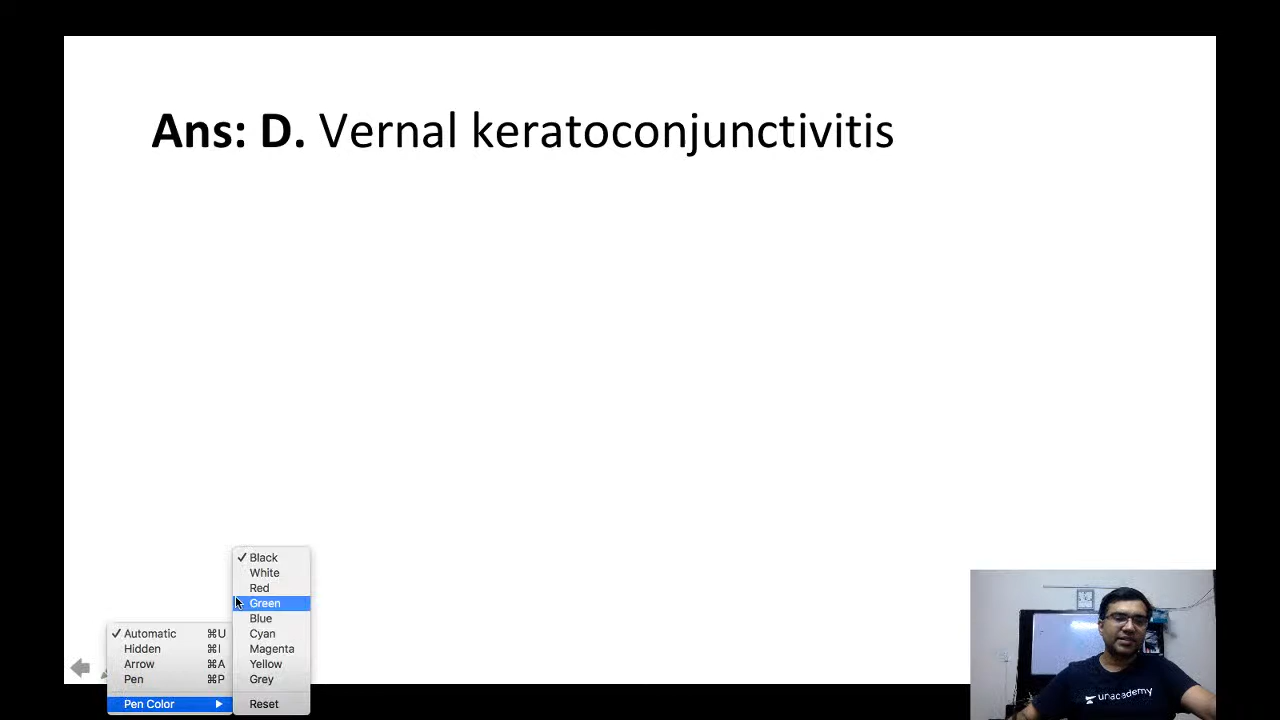 Ans: D. Vernal keratoconjunctivitis
✓ Black
White
Red
Green
Blue
Cyan
Magenta
Yellow
Grey
Reset
✓ Automatic ⌘U
Hidden ⌘I
Arrow ⌘A
Pen ⌘P
Pen Color
unacademy